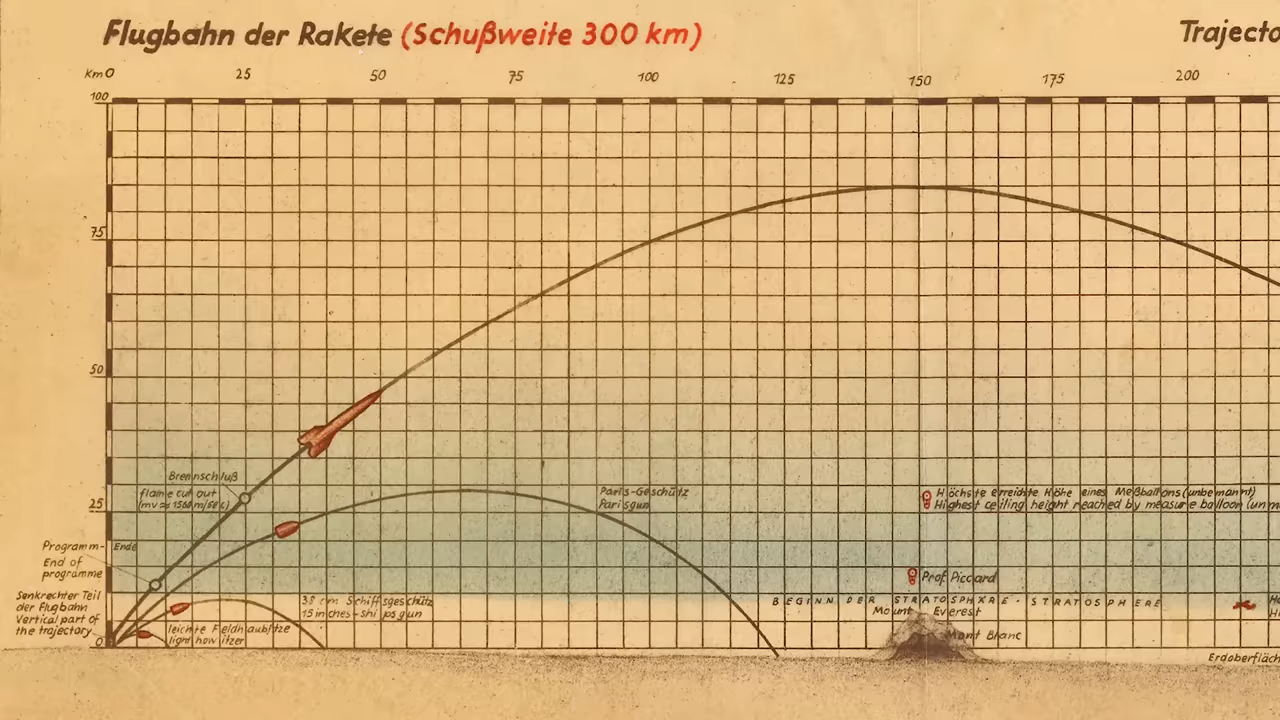 Flugbahn der Rakete (Schußweite 300 km)
Trajecto
Km 0 25 50 75 100 125 150 175 200
100
75
50
25
0
Brennschluß
flame cut out
(mv ≈ 1560 m/sec)
Paris-Geschütz
Parisgun
Höchste erreichte Höhe eines Meßballons (unbemannt)
Highest ceiling height reached by measure balloon (unm
Programm-Ende
End of
programme
Prof Piccard
Senkrechter Teil
der Flugbahn
Vertical part of
the trajectory
38 cm Schiffsgeschütz
15 inches-ships gun
BEGINN DER STRATOSPHÄRE · STRATOSPHERE
Mount Everest
leichte Feldhaubitze
light howitzer
Mont Blanc
Hi
Erdoberfläch